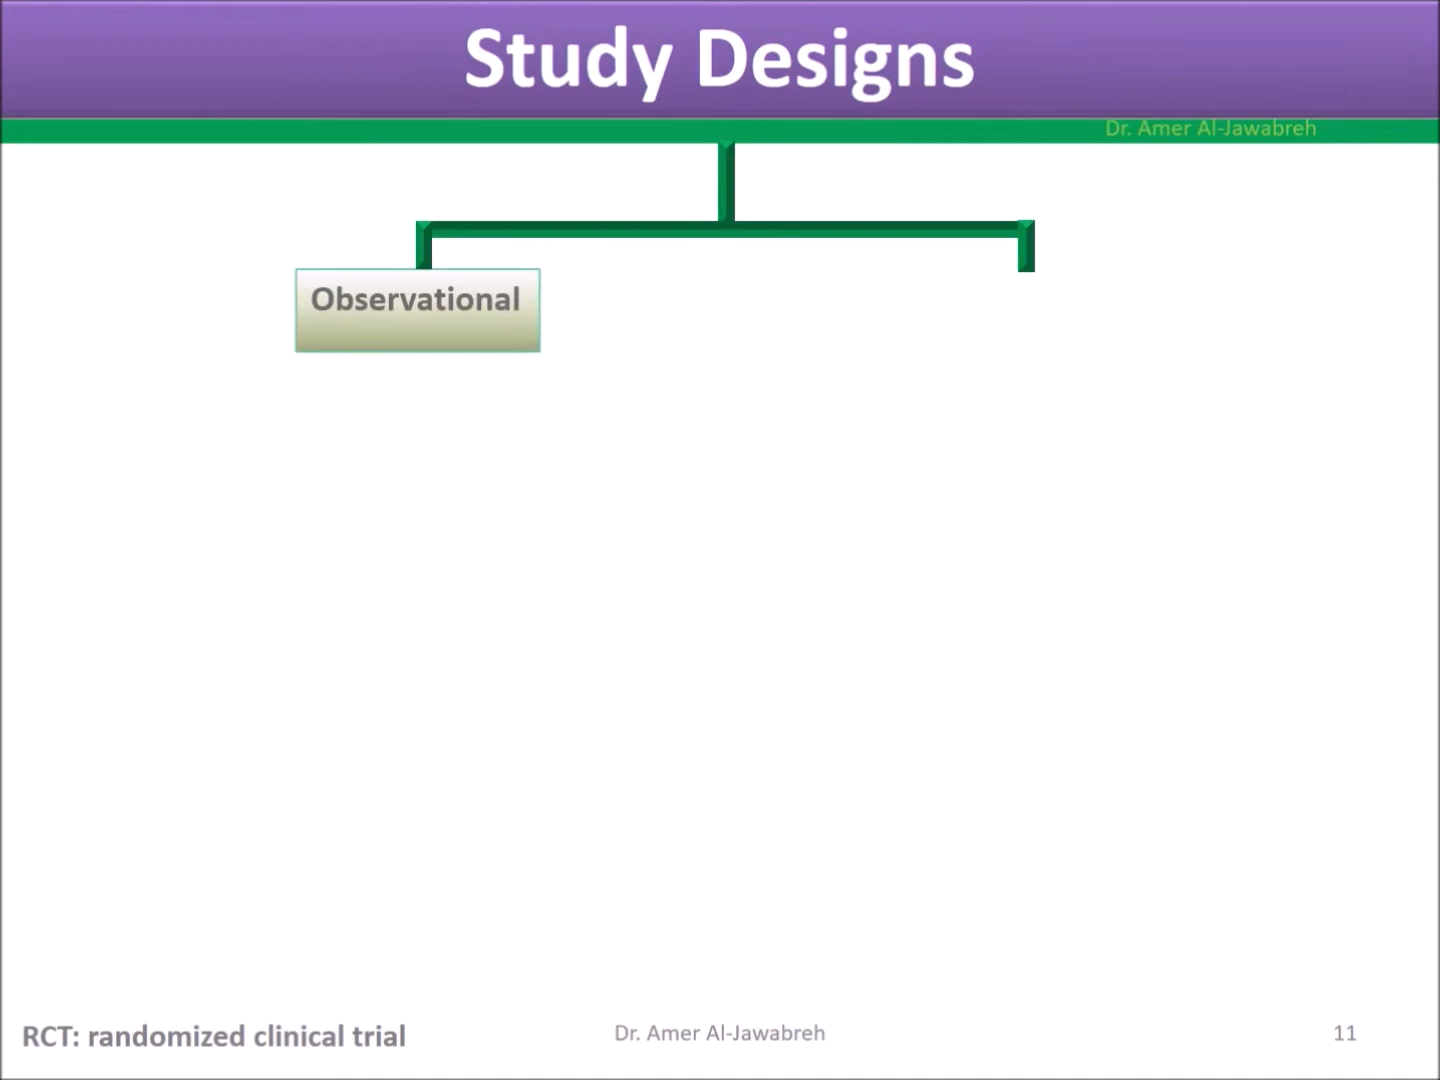 Study Designs
Dr. Amer Al-Jawabreh
Observational
RCT: randomized clinical trial
Dr. Amer Al-Jawabreh
11